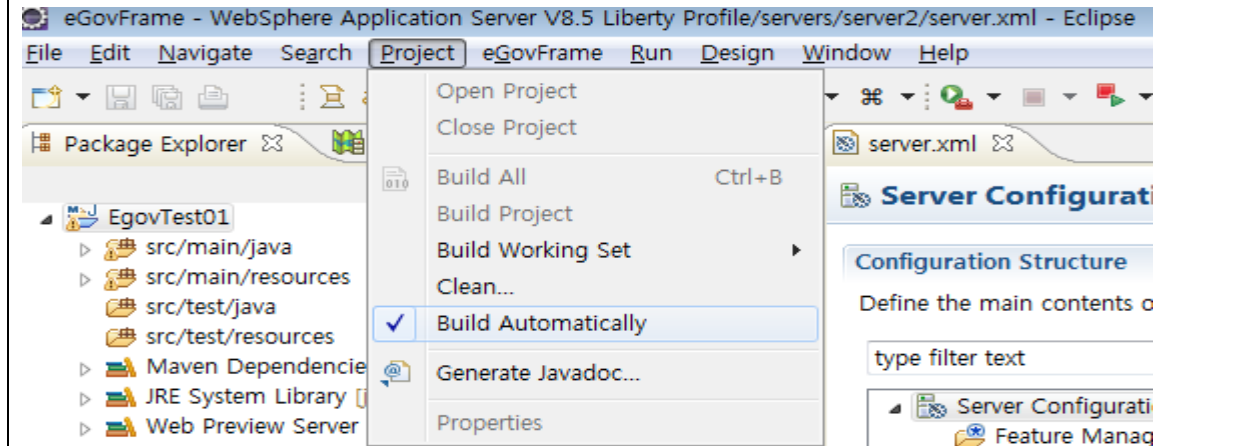 eGovFrame - WebSphere Application Server V8.5 Liberty Profile/servers/server2/server.xml - Eclipse
File Edit Navigate Search Project eGovFrame Run Design Window Help
Package Explorer
EgovTest01
src/main/java
src/main/resources
src/test/java
src/test/resources
Maven Dependencie
JRE System Library [j
Web Preview Server
Open Project
Close Project
Build All Ctrl+B
Build Project
Build Working Set
Clean...
Build Automatically
Generate Javadoc...
Properties
server.xml
Server Configurati
Configuration Structure
Define the main contents o
type filter text
Server Configurati
Feature Manag